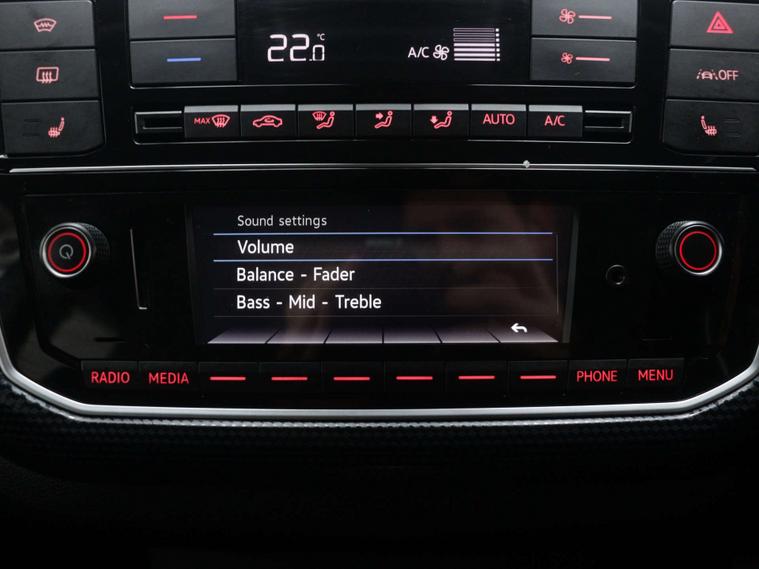 22.0 °C
A/C
OFF
MAX
AUTO
A/C
Sound settings
Volume
Balance - Fader
Bass - Mid - Treble
RADIO
MEDIA
PHONE
MENU